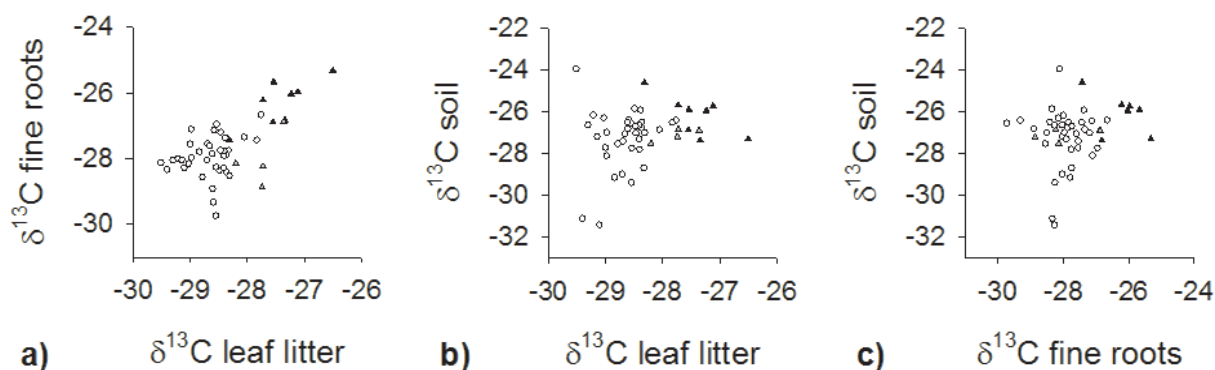 δ13C fine roots
-24
-26
-28
-30
-30 -29 -28 -27 -26
a) δ13C leaf litter
δ13C soil
-24
-26
-28
-30
-32
-30 -29 -28 -27 -26
b) δ13C leaf litter
δ13C soil
-22
-24
-26
-28
-30
-32
-30 -28 -26 -24
c) δ13C fine roots